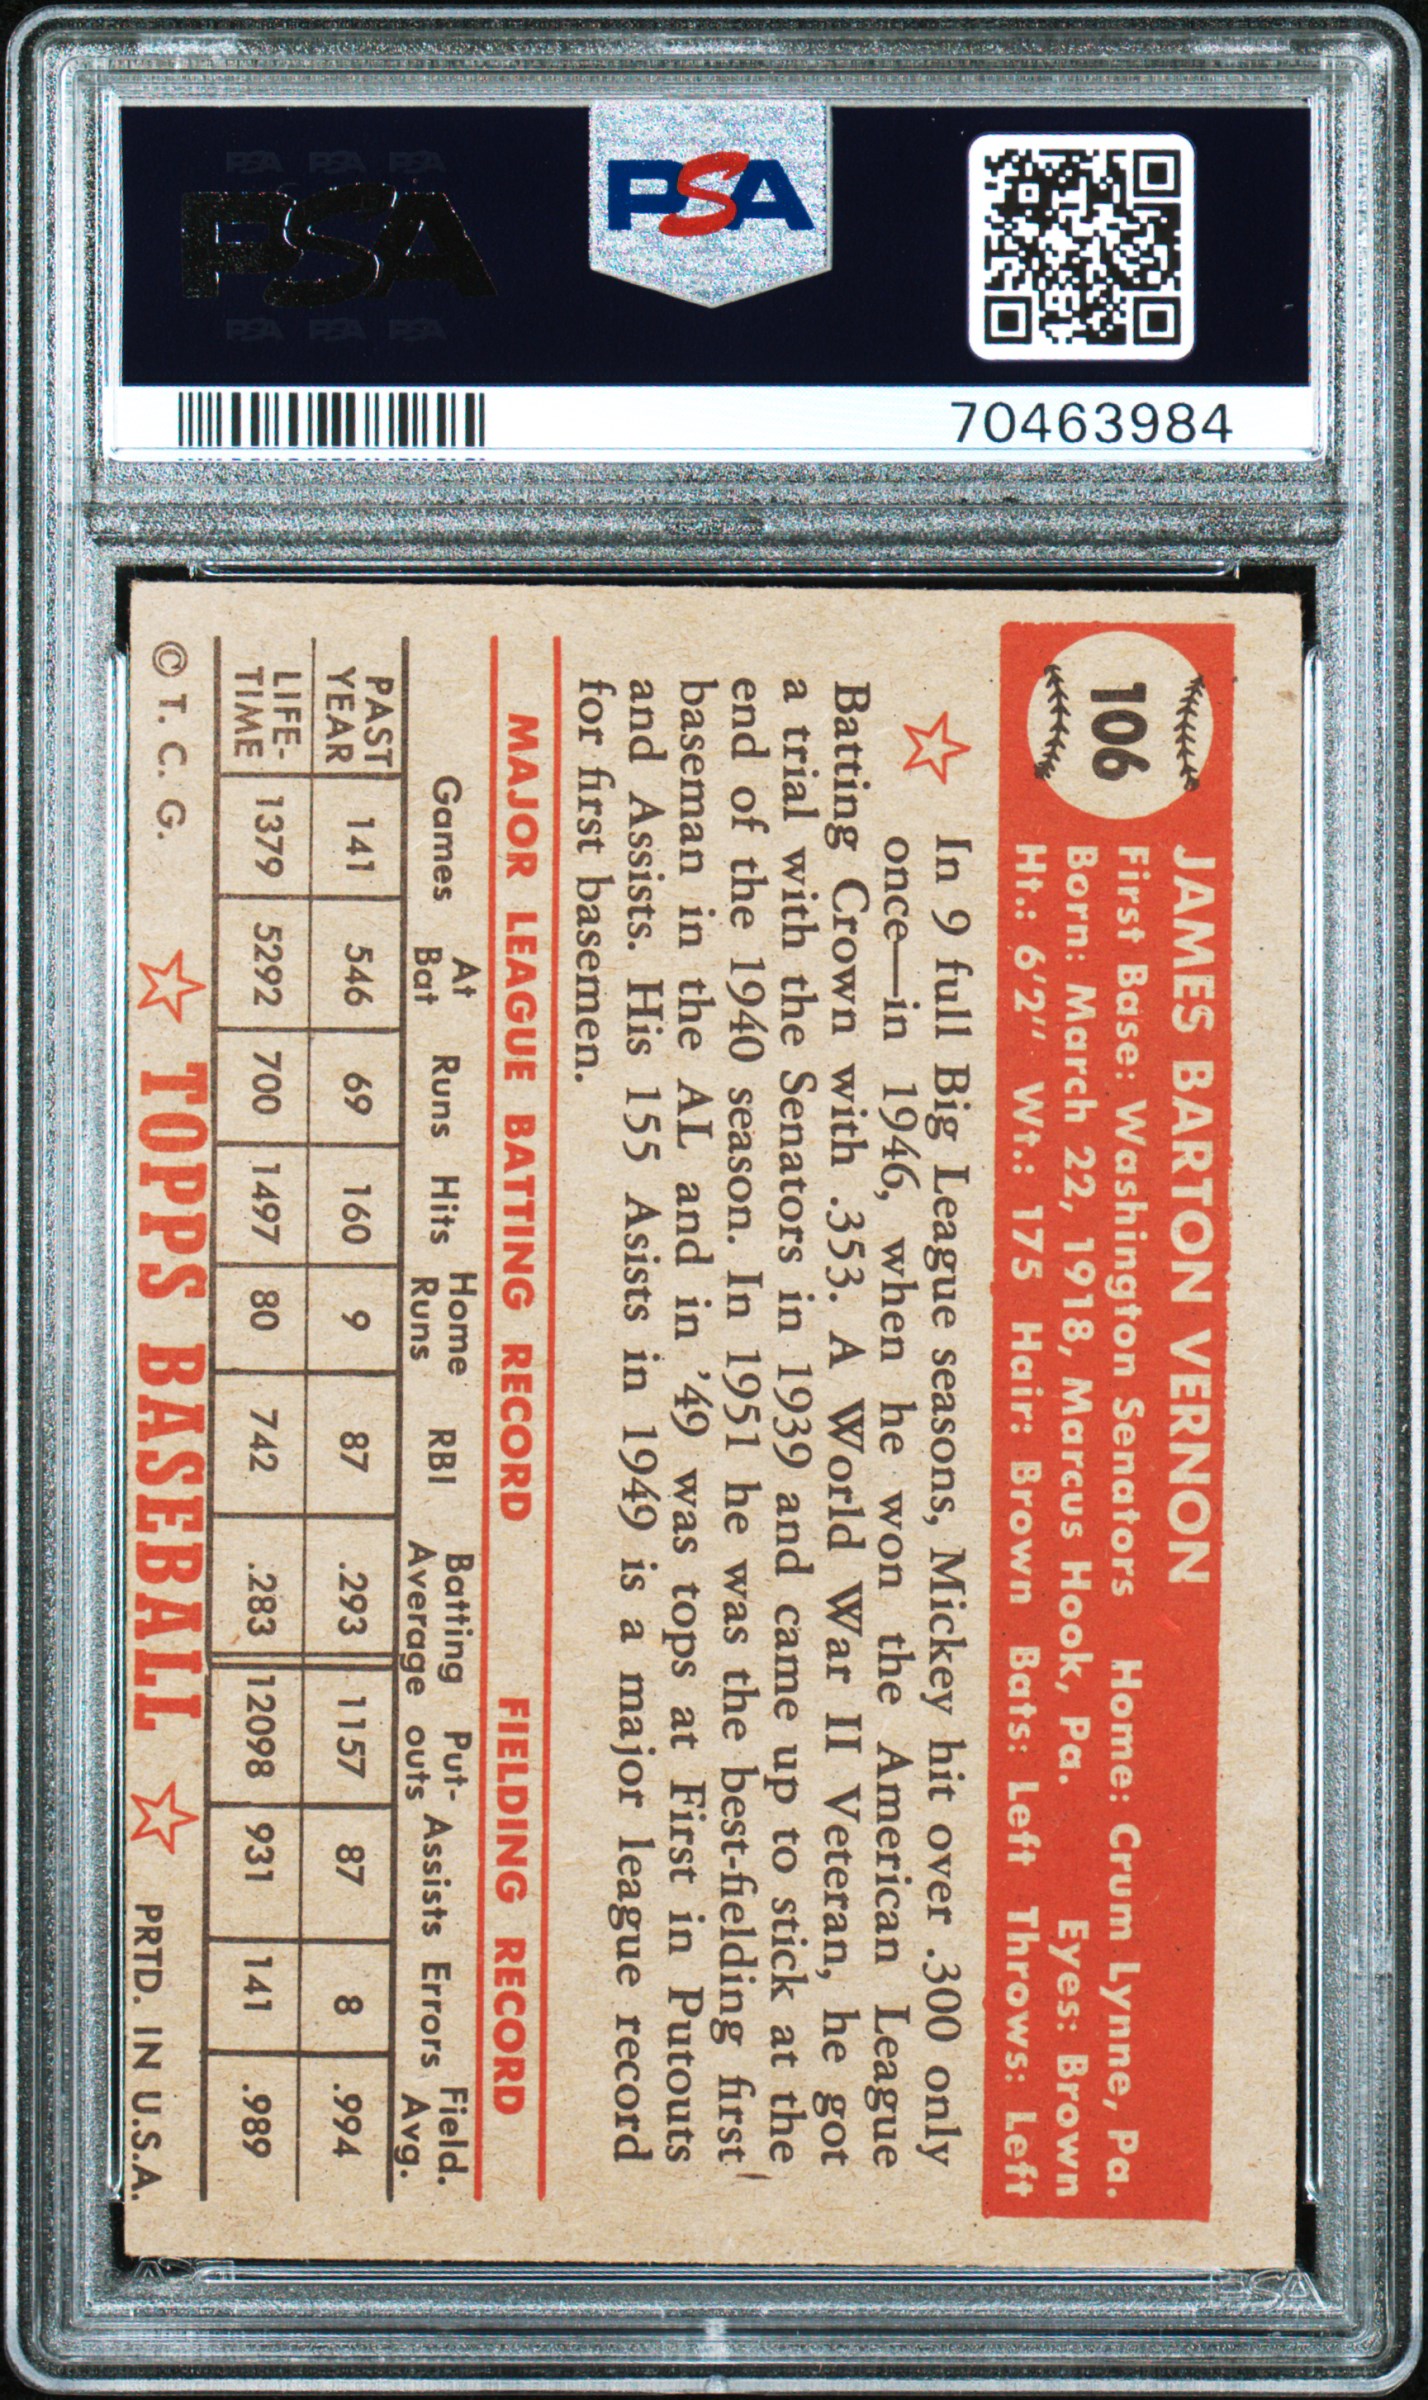 PSA PSA PSA
PSA
PSA PSA PSA
PSA
70463984
106
JAMES BARTON VERNON
First Base: Washington Senators Home: Crum Lynne, Pa.
Born: March 22, 1918, Marcus Hook, Pa. Eyes: Brown
Ht.: 6'2" Wt.: 175 Hair: Brown Bats: Left Throws: Left
In 9 full Big League seasons, Mickey hit over .300 only
once—in 1946, when he won the American League
Batting Crown with .353. A World War II Veteran, he got
a trial with the Senators in 1939 and came up to stick at the
end of the 1940 season. In 1951 he was the best-fielding first
baseman in the AL and in '49 was tops at First in Putouts
and Assists. His 155 Asists in 1949 is a major league record
for first basemen.
MAJOR LEAGUE BATTING RECORD FIELDING RECORD
Games At Bat Runs Hits Home Runs RBI Batting Average Put-outs Assists Errors Field. Avg.
PAST YEAR 141 546 69 160 9 87 .293 1157 87 8 .994
LIFE-TIME 1379 5292 700 1497 80 742 .283 12098 931 141 .989
© T. C. G. TOPPS BASEBALL PRTD. IN U.S.A.
PSA
PSA